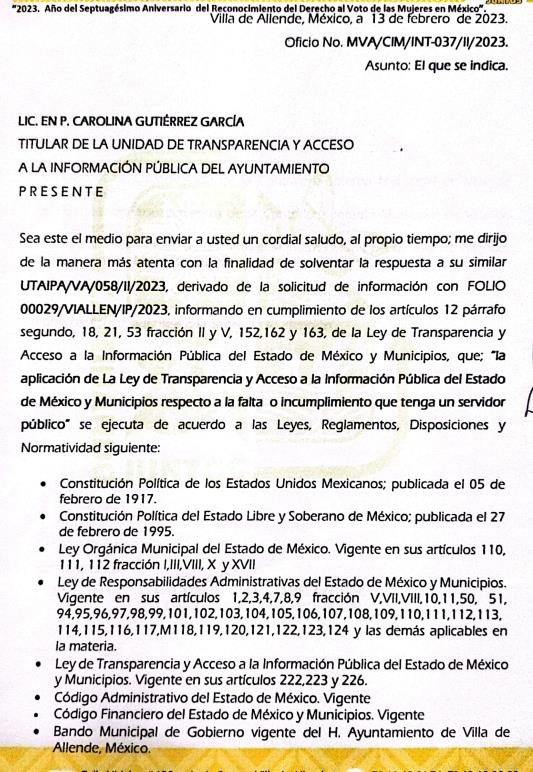 "2023. Año del Septuagésimo Aniversario del Reconocimiento del Derecho al Voto de las Mujeres en México".
Villa de Allende, México, a 13 de febrero de 2023.
Oficio No. MVA/CIM/INT-037/II/2023.
Asunto: El que se indica.
LIC. EN P. CAROLINA GUTIÉRREZ GARCÍA
TITULAR DE LA UNIDAD DE TRANSPARENCIA Y ACCESO
A LA INFORMACIÓN PÚBLICA DEL AYUNTAMIENTO
P R E S E N T E
Sea este el medio para enviar a usted un cordial saludo, al propio tiempo; me dirijo
de la manera más atenta con la finalidad de solventar la respuesta a su similar
UTAIPA/VA/058/II/2023, derivado de la solicitud de información con FOLIO
00029/VIALLEN/IP/2023, informando en cumplimiento de los artículos 12 párrafo
segundo, 18, 21, 53 fracción II y V, 152,162 y 163, de la Ley de Transparencia y
Acceso a la Información Pública del Estado de México y Municipios, que; "la
aplicación de La Ley de Transparencia y Acceso a la Información Pública del Estado
de México y Municipios respecto a la falta o incumplimiento que tenga un servidor
público" se ejecuta de acuerdo a las Leyes, Reglamentos, Disposiciones y
Normatividad siguiente:
• Constitución Política de los Estados Unidos Mexicanos; publicada el 05 de
febrero de 1917.
• Constitución Política del Estado Libre y Soberano de México; publicada el 27
de febrero de 1995.
• Ley Orgánica Municipal del Estado de México. Vigente en sus artículos 110,
111, 112 fracción I,III,VIII, X y XVII
• Ley de Responsabilidades Administrativas del Estado de México y Municipios.
Vigente en sus artículos 1,2,3,4,7,8,9 fracción V,VII,VIII,10,11,50, 51,
94,95,96,97,98,99,101,102,103,104,105,106,107,108,109,110,111,112,113,
114,115,116,117,M118,119,120,121,122,123,124 y las demás aplicables en
la materia.
• Ley de Transparencia y Acceso a la Información Pública del Estado de México
y Municipios. Vigente en sus artículos 222,223 y 226.
• Código Administrativo del Estado de México. Vigente
• Código Financiero del Estado de México y Municipios. Vigente
• Bando Municipal de Gobierno vigente del H. Ayuntamiento de Villa de
Allende, México.